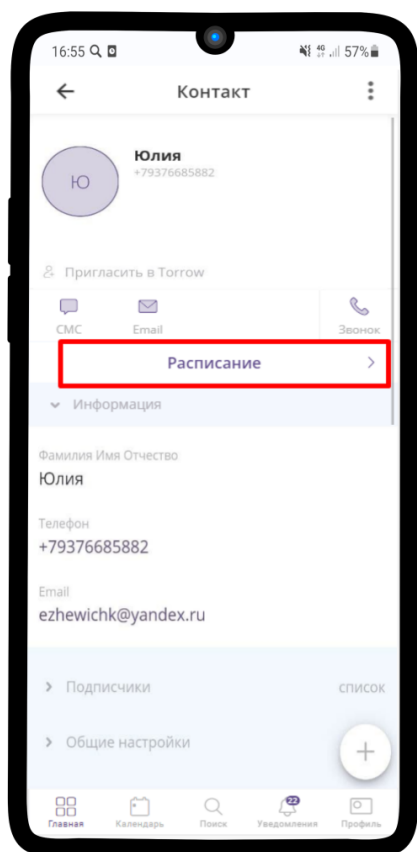 16:55 4G 57%
Контакт
Ю
Юлия
+79376685882
Пригласить в Torrow
СМС Email Звонок
Расписание
Информация
Фамилия Имя Отчество
Юлия
Телефон
+79376685882
Email
ezhewichk@yandex.ru
Подписчики список
Общие настройки
22
Главная Календарь Поиск Уведомления Профиль